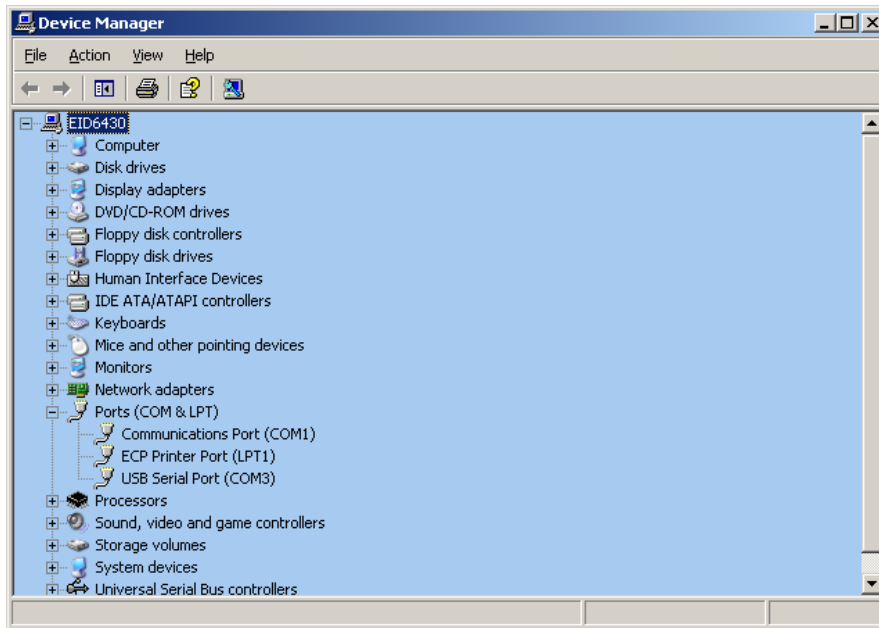 Device Manager
File Action View Help
EID6430
Computer
Disk drives
Display adapters
DVD/CD-ROM drives
Floppy disk controllers
Floppy disk drives
Human Interface Devices
IDE ATA/ATAPI controllers
Keyboards
Mice and other pointing devices
Monitors
Network adapters
Ports (COM & LPT)
Communications Port (COM1)
ECP Printer Port (LPT1)
USB Serial Port (COM3)
Processors
Sound, video and game controllers
Storage volumes
System devices
Universal Serial Bus controllers